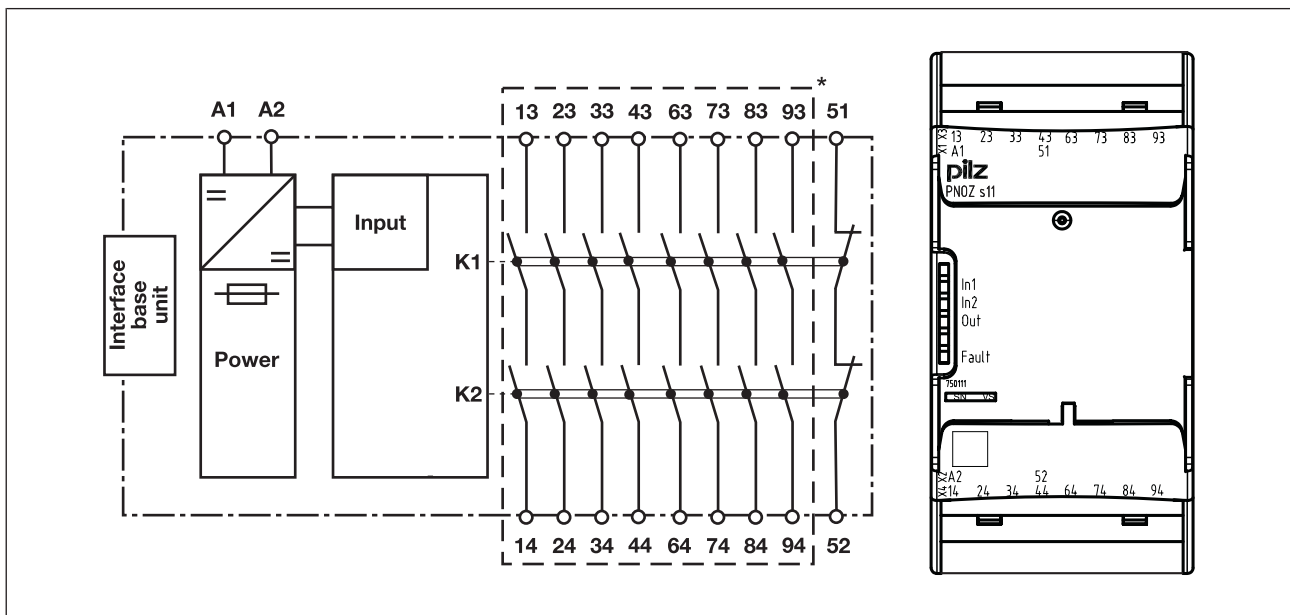 *
A1 A2 13 23 33 43 63 73 83 93 51
Input
Interface
base
unit
Power
K1
K2
14 24 34 44 64 74 84 94 52
X3 13 23 33 43 63 73 83 93
X1 A1 51
pilz
PNOZ s11
In1
In2
Out
Fault
750111
SN VS
X2 A2 52
X4 14 24 34 44 64 74 84 94